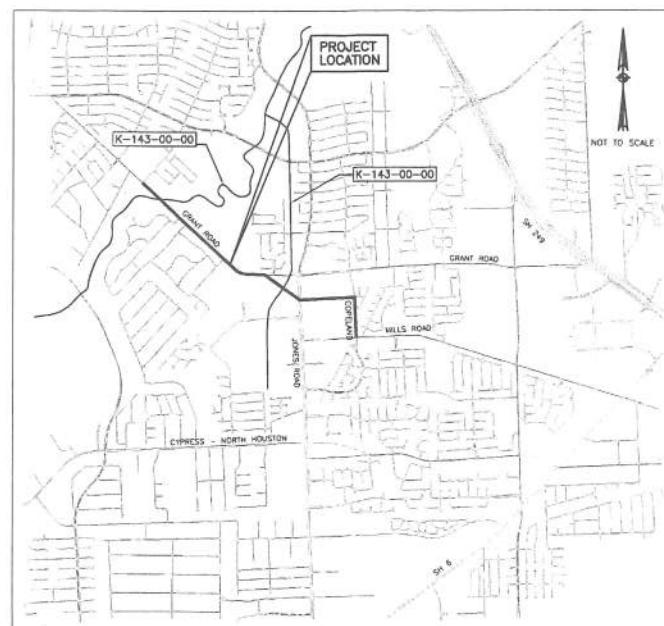 PROJECT
LOCATION
NOT TO SCALE
K-143-00-00
K-143-00-00
GRANT ROAD
SH 249
GRANT ROAD
COPELAND
MILLS ROAD
JONES ROAD
CYPRESS - NORTH HOUSTON
SH 6